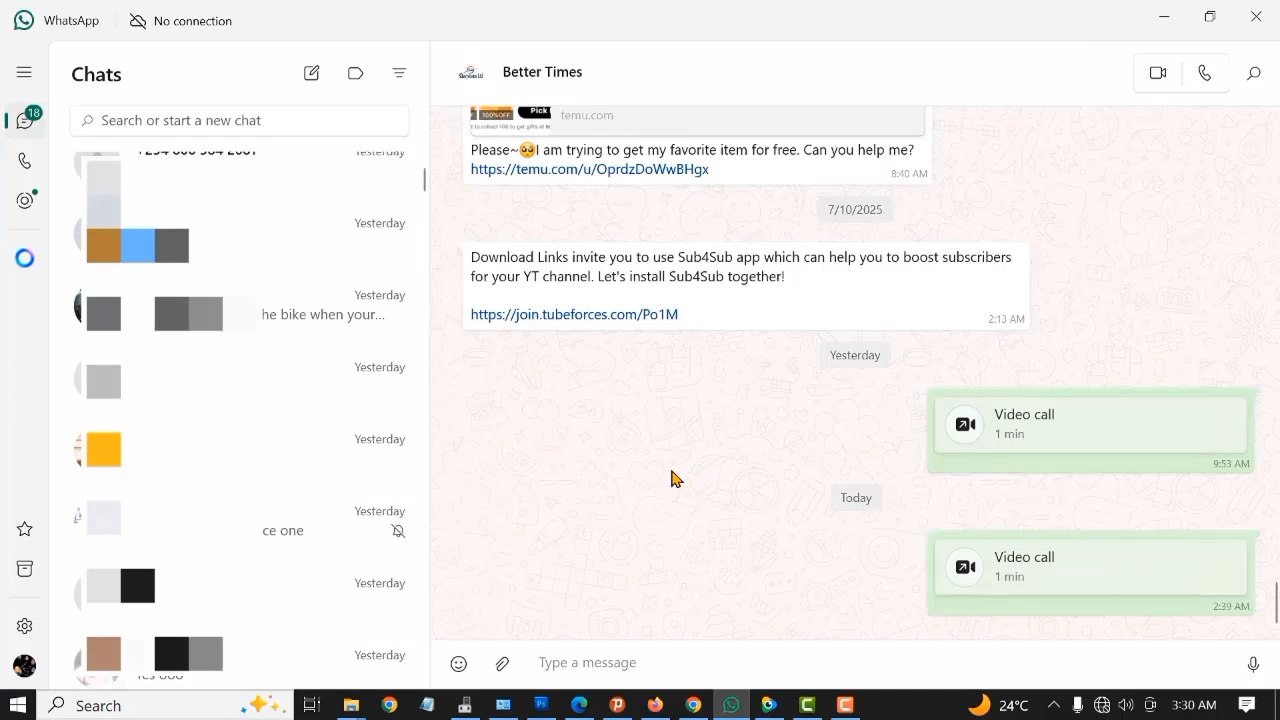 WhatsApp
No connection
Chats
18
Search or start a new chat
Yesterday
Yesterday
Yesterday
he bike when your...
Yesterday
Yesterday
Yesterday
ce one
Yesterday
Yesterday
Better Times
100%OFF
Pick
temu.com
Please~🥺I am trying to get my favorite item for free. Can you help me?
https://temu.com/u/OprdzDoWwBHgx
8:40 AM
7/10/2025
Download Links invite you to use Sub4Sub app which can help you to boost subscribers
for your YT channel. Let's install Sub4Sub together!
https://join.tubeforces.com/Po1M
2:13 AM
Yesterday
Video call
1 min
9:53 AM
Today
Video call
1 min
2:39 AM
Type a message
Search
24°C
3:30 AM